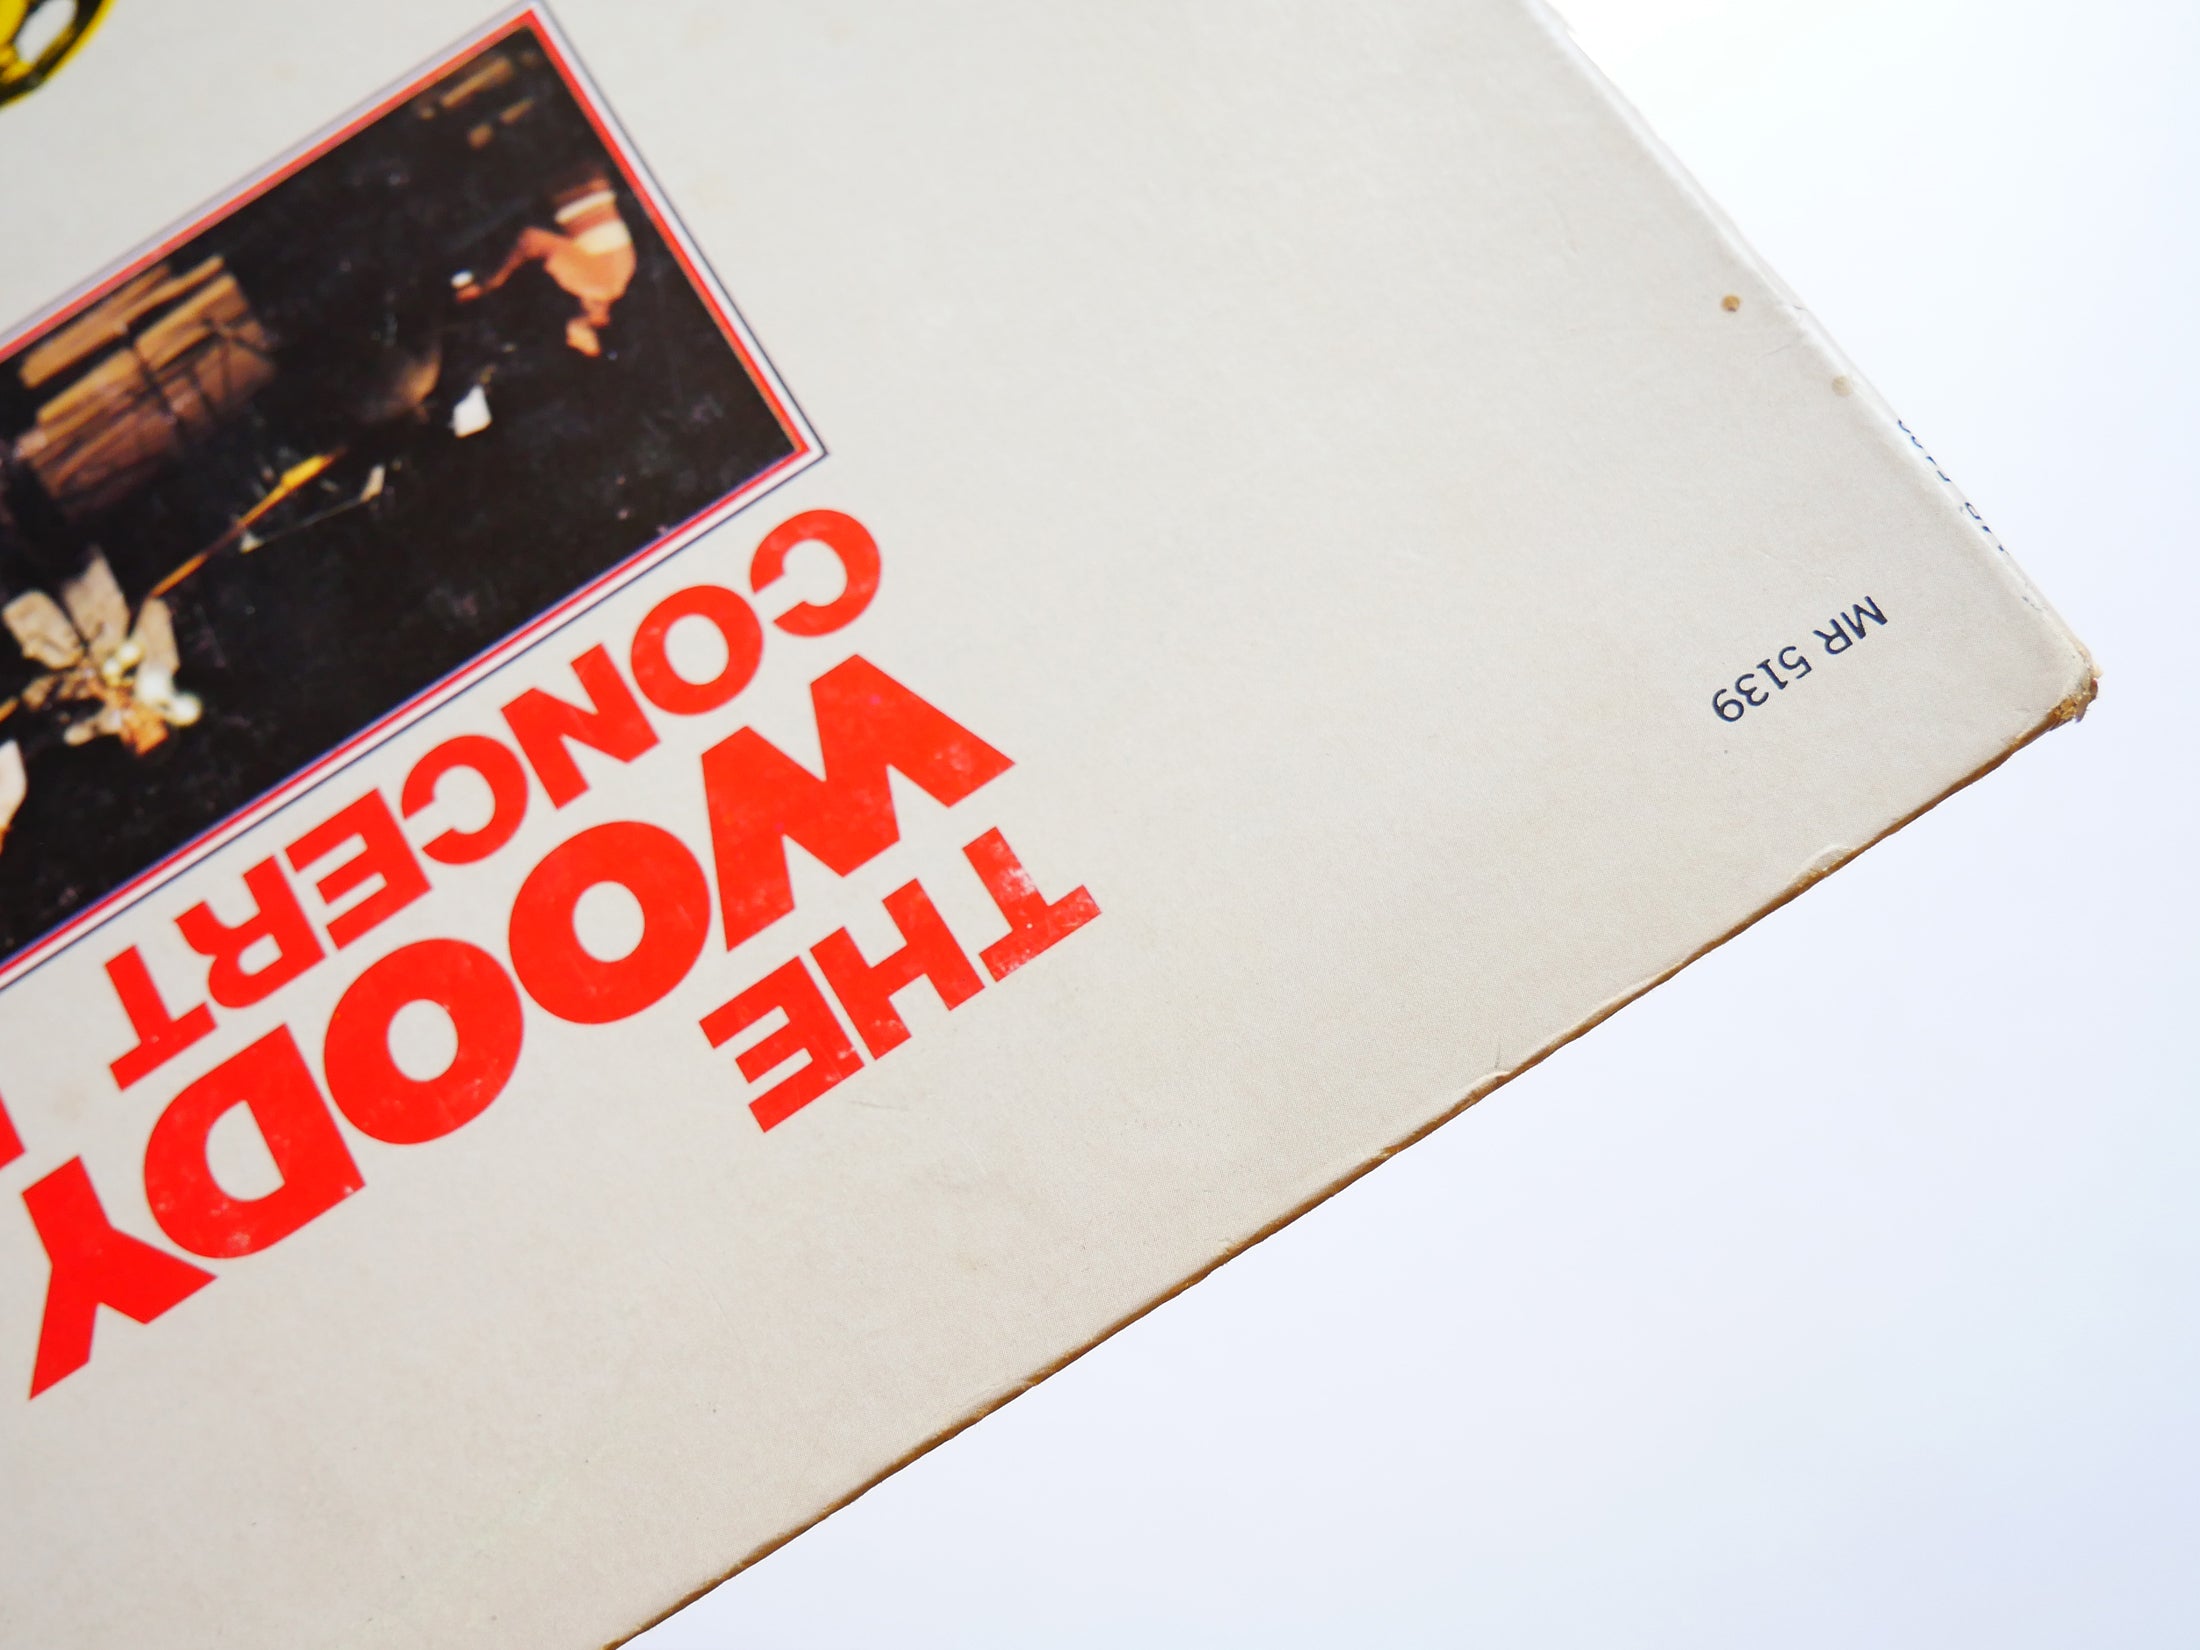 MR 5139
THE
WOODY
CONCERT